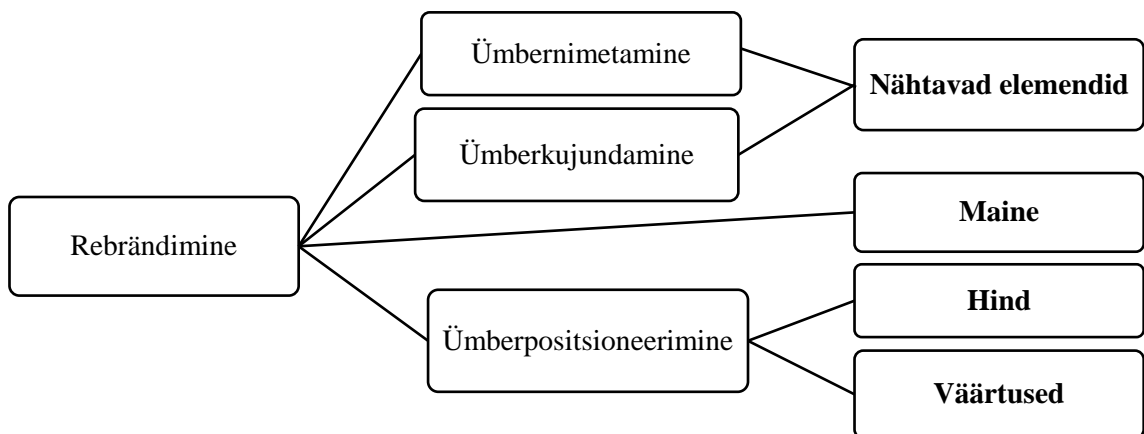 Ümbernimetamine
Nähtavad elemendid
Ümberkujundamine
Maine
Rebrändimine
Hind
Ümberpositsioneerimine
Väärtused